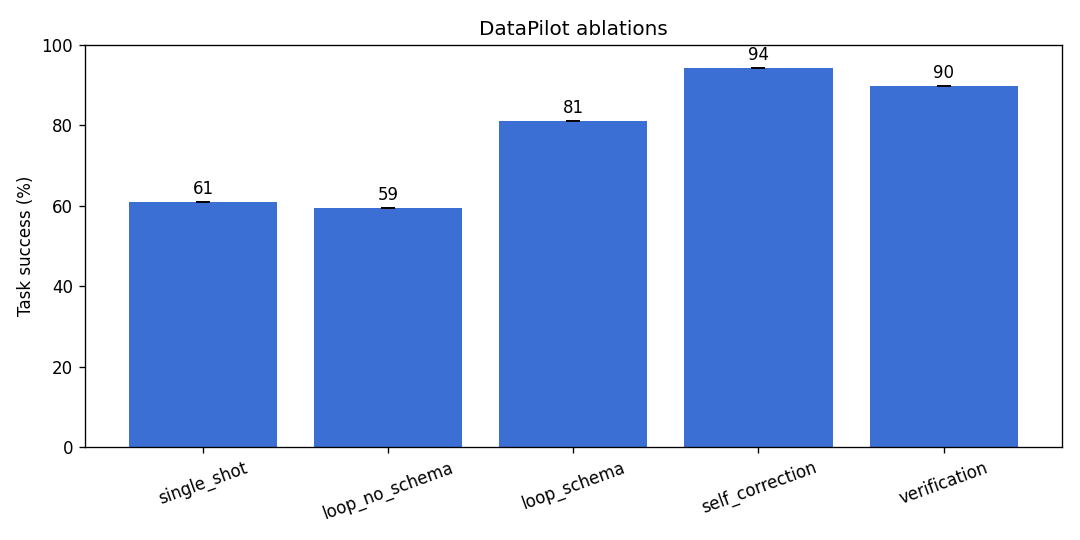 DataPilot ablations
Task success (%)
100
80
60
40
20
0
61
59
81
94
90
single_shot
loop_no_schema
loop_schema
self_correction
verification